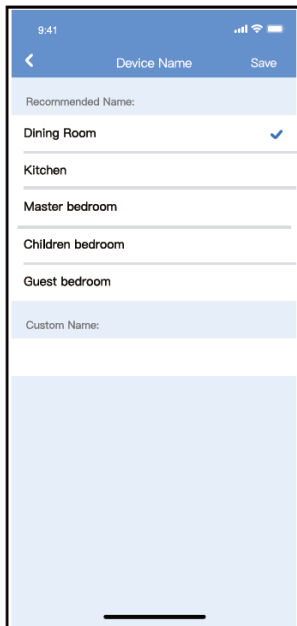 9:41
Device Name Save
Recommended Name:
Dining Room
Kitchen
Master bedroom
Children bedroom
Guest bedroom
Custom Name: